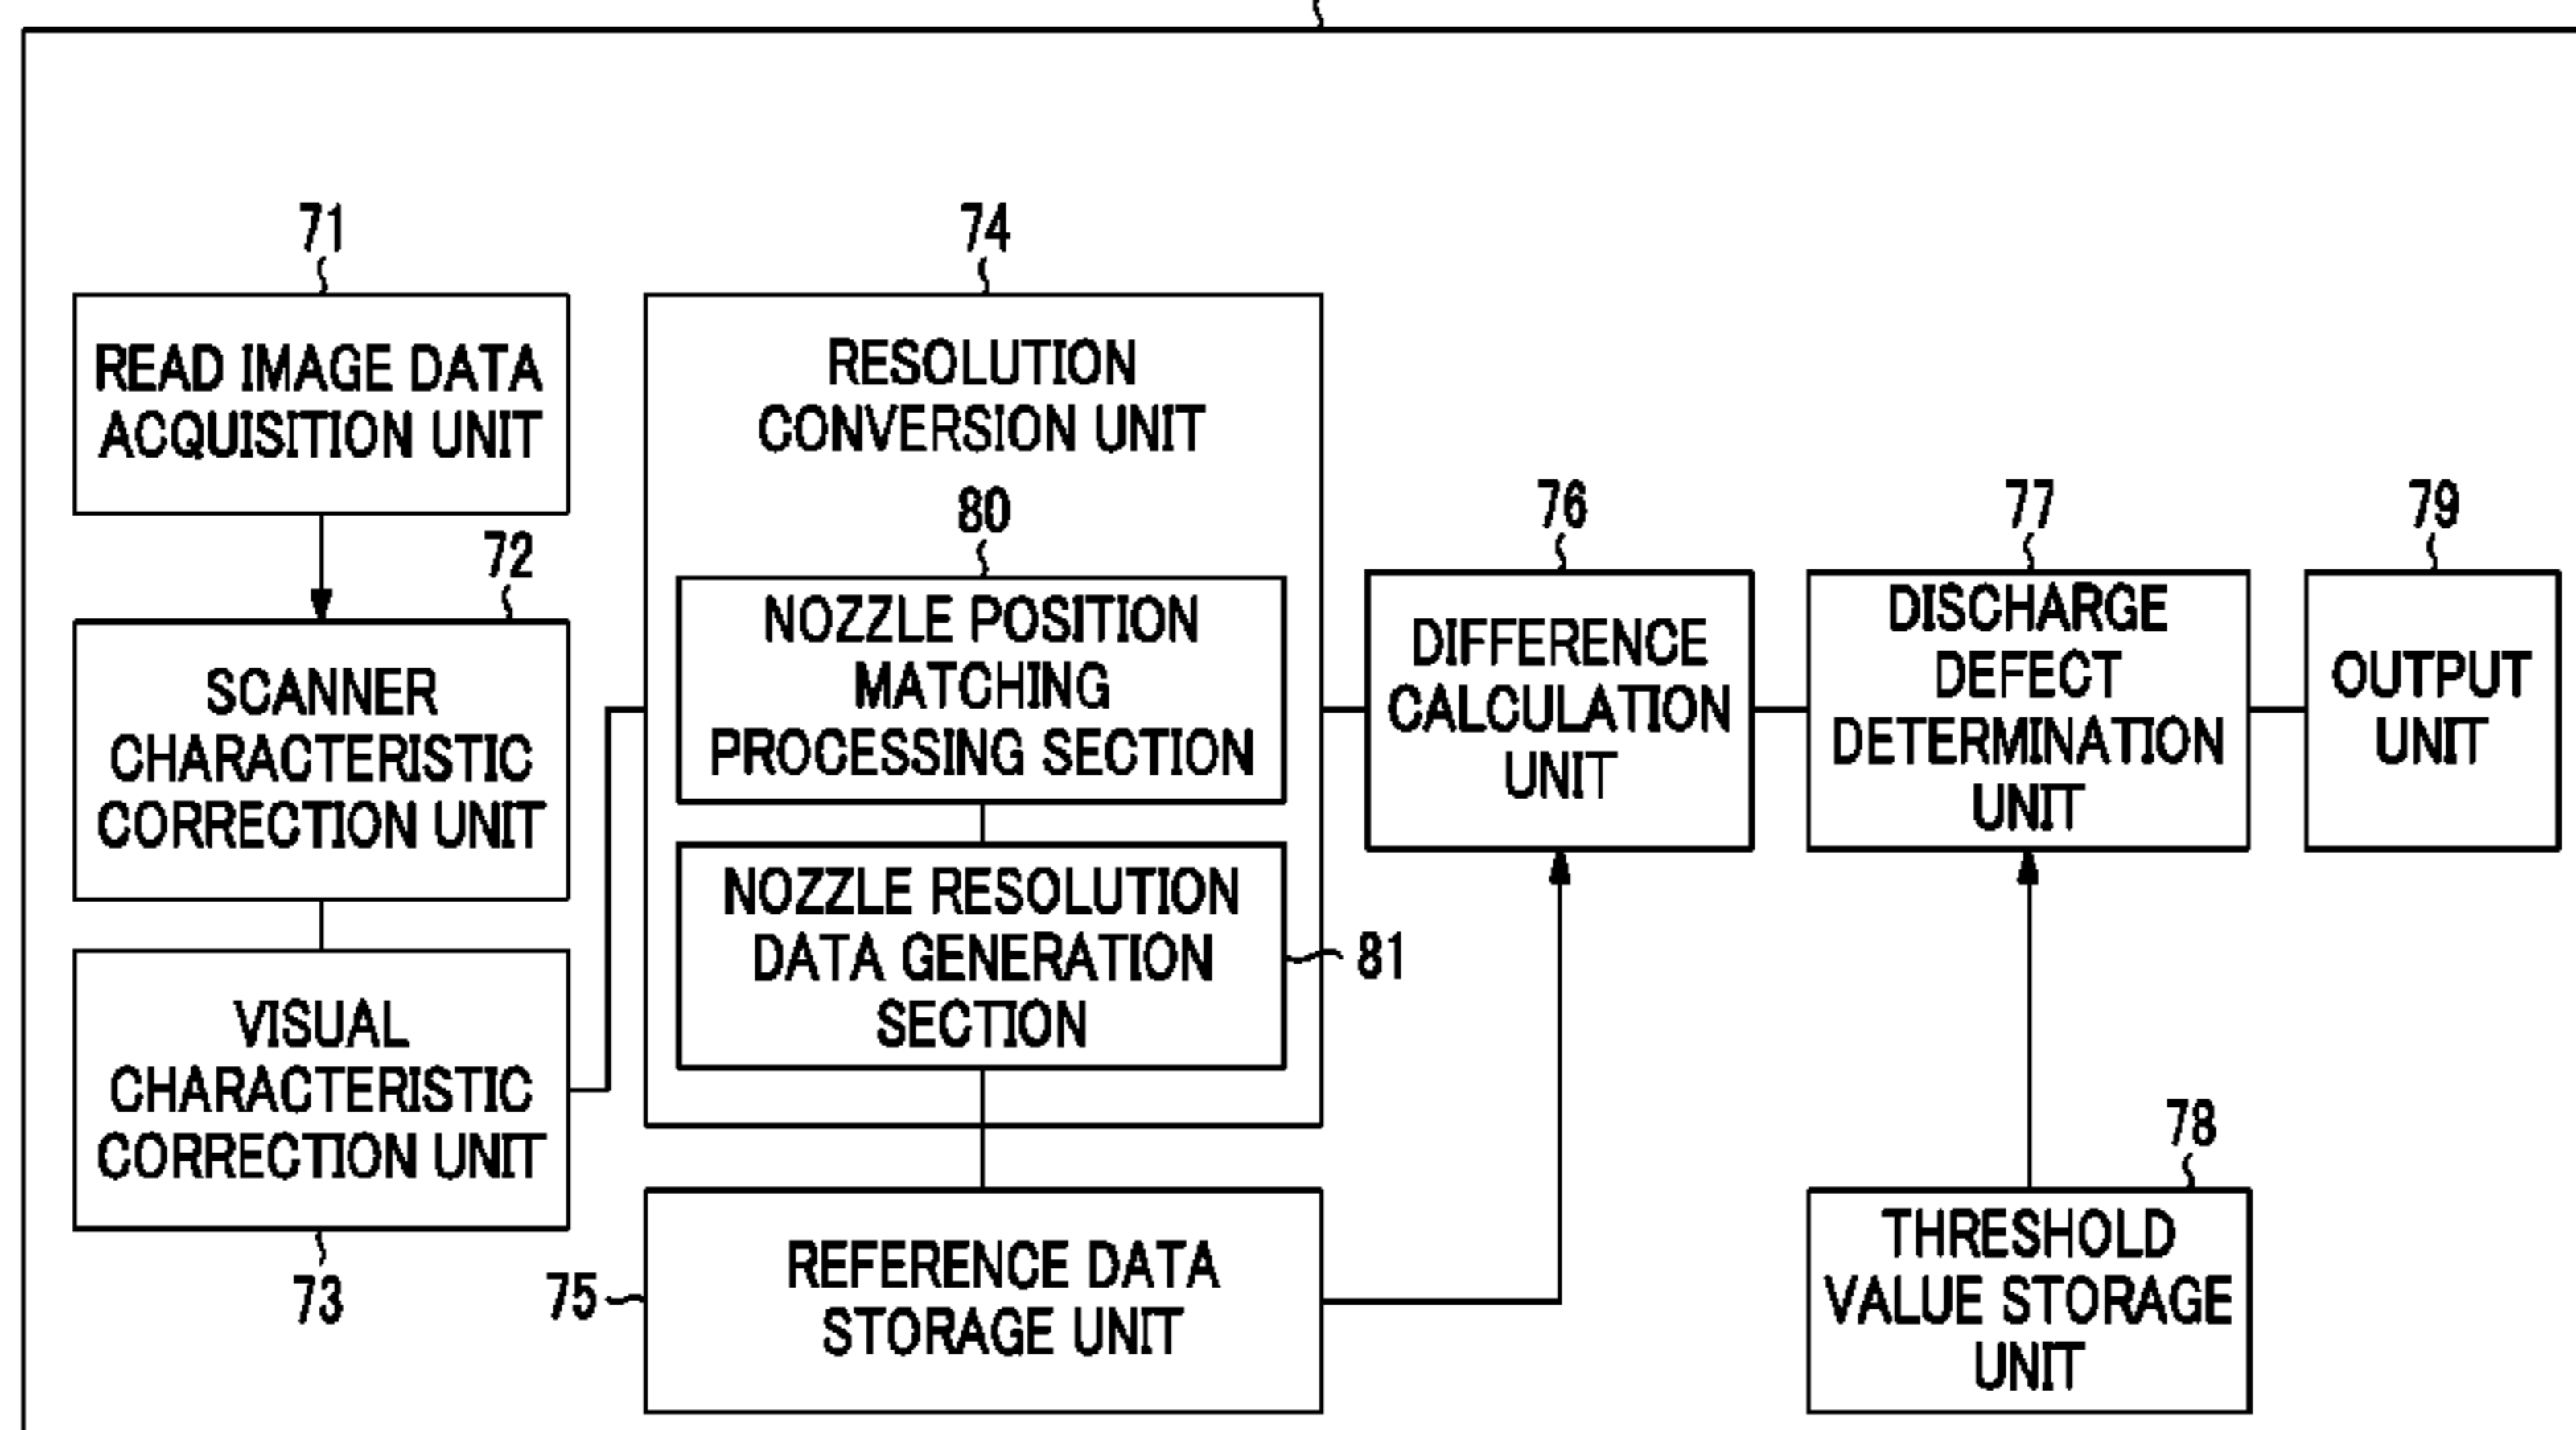 71
READ IMAGE DATA
ACQUISITION UNIT
72
SCANNER
CHARACTERISTIC
CORRECTION UNIT
VISUAL
CHARACTERISTIC
CORRECTION UNIT
73
74
RESOLUTION
CONVERSION UNIT
80
NOZZLE POSITION
MATCHING
PROCESSING SECTION
NOZZLE RESOLUTION
DATA GENERATION
SECTION
81
75
REFERENCE DATA
STORAGE UNIT
76
DIFFERENCE
CALCULATION
UNIT
77
DISCHARGE
DEFECT
DETERMINATION
UNIT
78
THRESHOLD
VALUE STORAGE
UNIT
79
OUTPUT
UNIT